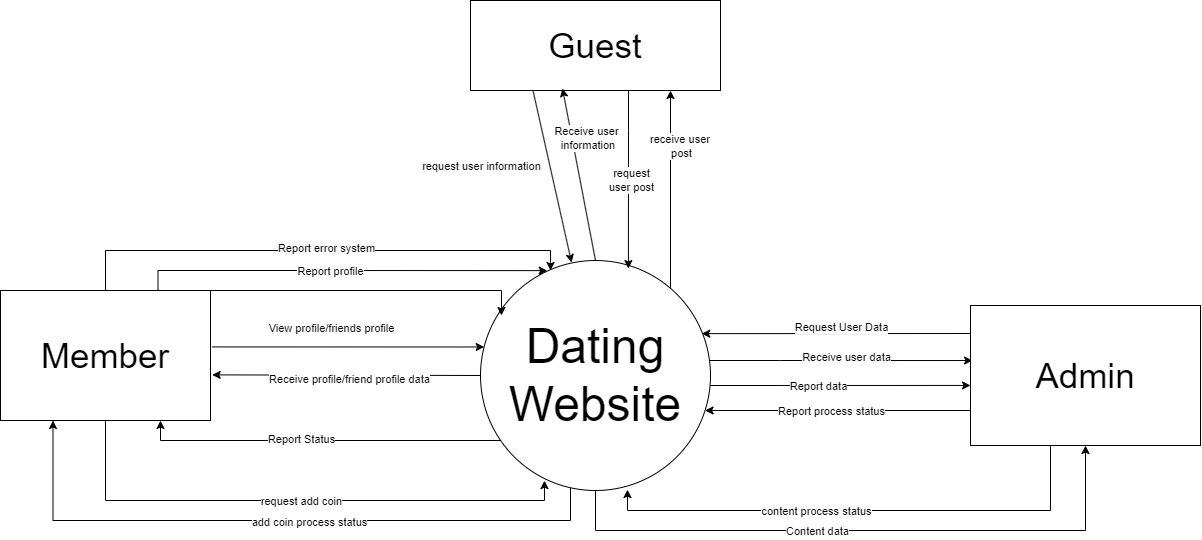 Guest
Receive user
information
receive user
post
request user information
request
user post
Report error system
Report profile
View profile/friends profile
Member
Receive profile/friend profile data
Report Status
request add coin
add coin process status
Dating
Website
Request User Data
Receive user data
Report data
Report process status
Admin
content process status
Content data